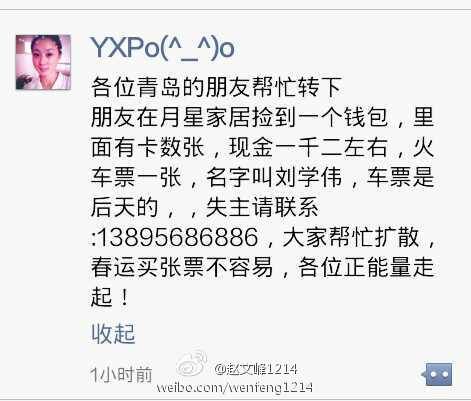 YXPo(^_^)o
各位青岛的朋友帮忙转下
朋友在月星家居捡到一个钱包，里
面有卡数张，现金一千二左右，火
车票一张，名字叫刘学伟，车票是
后天的，，失主请联系
:13895686886，大家帮忙扩散，
春运买张票不容易，各位正能量走
起！
收起
1小时前
@赵文峰1214
weibo.com/wenfeng1214